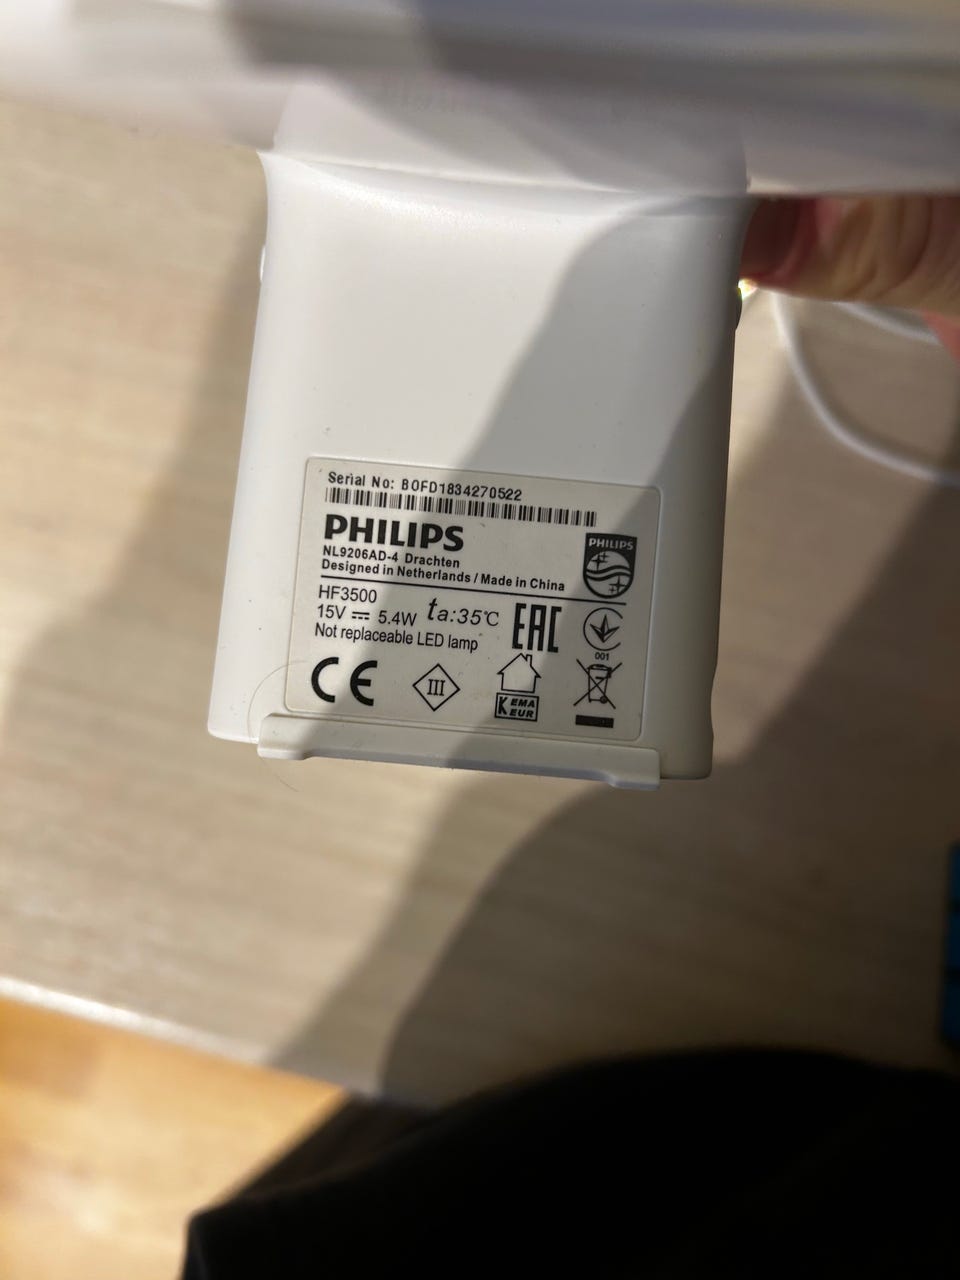 Serial No: B0FD1834270522
PHILIPS
NL9206AD-4 Drachten
Designed in Netherlands / Made in China
PHILIPS
HF3500
15V ⎓ 5.4W ta:35℃
Not replaceable LED lamp
EAC
001
CE
III
KEMA
KEUR